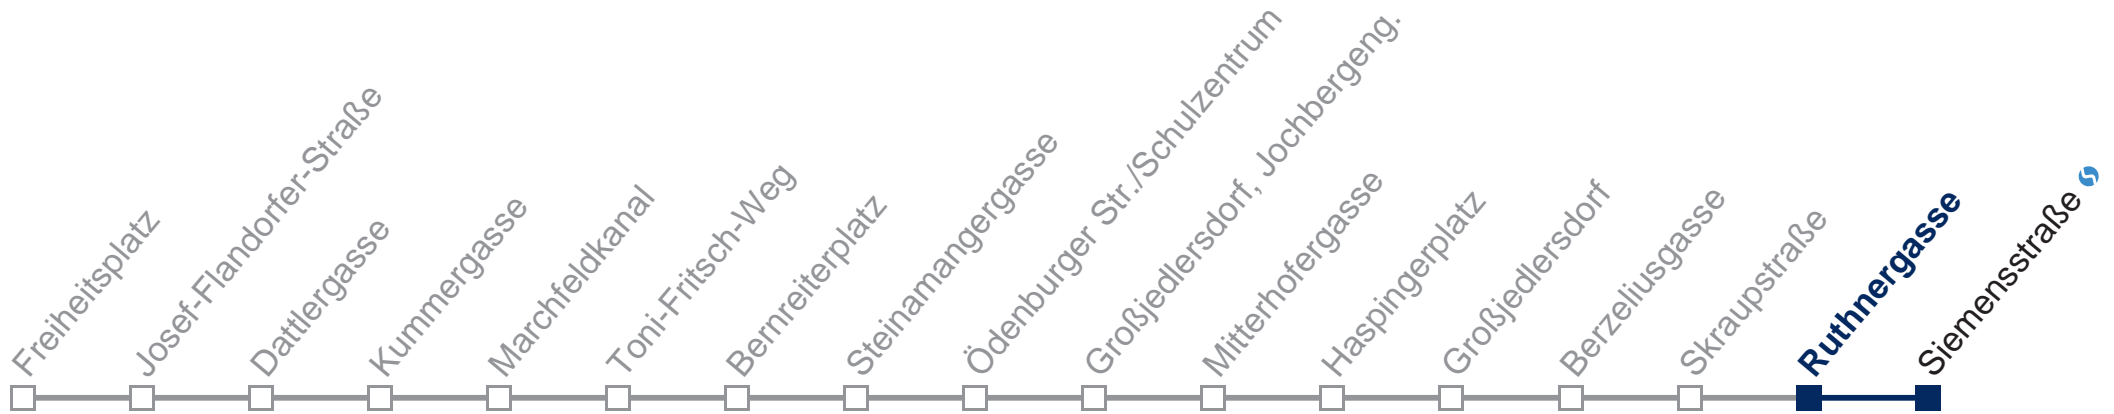 Freiheitsplatz
Josef-Flandorfer-Straße
Dattlergasse
Kummergasse
Marchfeldkanal
Toni-Fritsch-Weg
Bernreiterplatz
Steinamangergasse
Ödenburger Str./Schulzentrum
Großjedlersdorf, Jochbergeng.
Mitterhofergasse
Haspingerplatz
Großjedlersdorf
Berzeliusgasse
Skraupstraße
Ruthnergasse
Siemensstraße